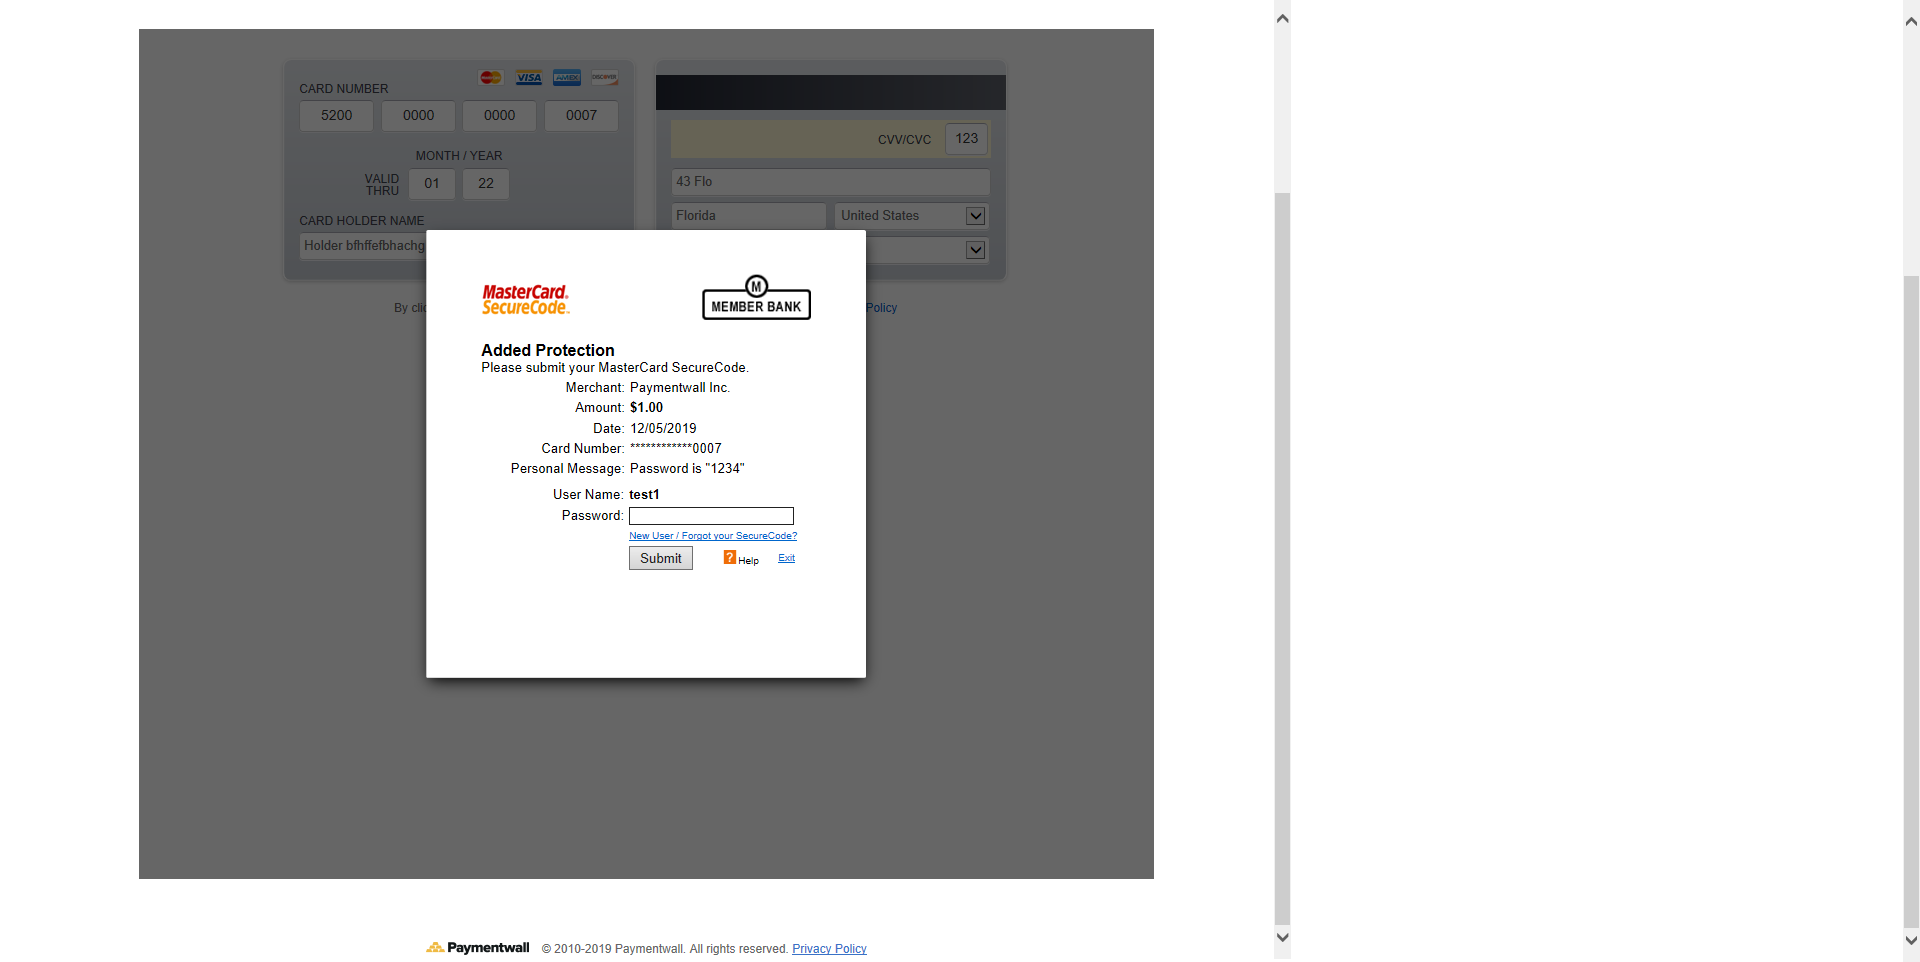 VISA AMEX DISCOVER
CARD NUMBER
5200 0000 0000 0007
MONTH / YEAR
VALID THRU 01 22
CARD HOLDER NAME
Holder bfhffefbhachg
CVV/CVC 123
43 Flo
Florida United States
By clic
Policy
MasterCard
SecureCode
M
MEMBER BANK
Added Protection
Please submit your MasterCard SecureCode.
Merchant: Paymentwall Inc.
Amount: $1.00
Date: 12/05/2019
Card Number: ************0007
Personal Message: Password is "1234"
User Name: test1
Password:
New User / Forgot your SecureCode?
Submit ? Help Exit
Paymentwall © 2010-2019 Paymentwall. All rights reserved. Privacy Policy